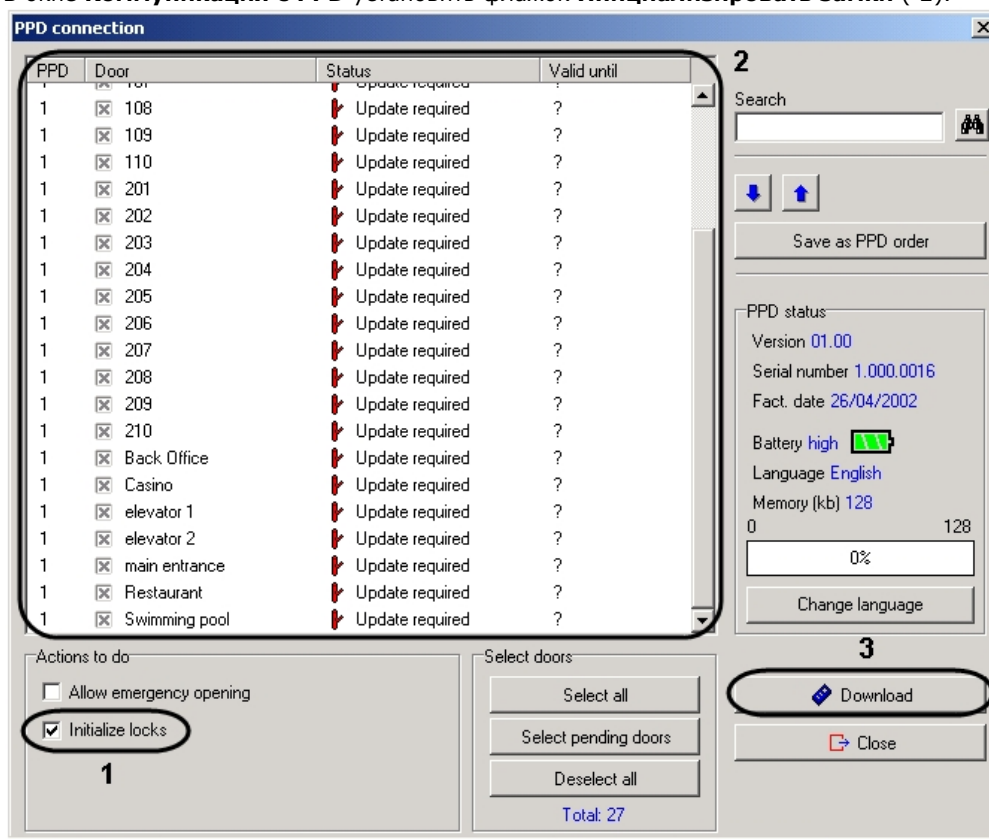 PPD connection
PPD Door Status Valid until
1 108 Update required ?
1 109 Update required ?
1 110 Update required ?
1 201 Update required ?
1 202 Update required ?
1 203 Update required ?
1 204 Update required ?
1 205 Update required ?
1 206 Update required ?
1 207 Update required ?
1 208 Update required ?
1 209 Update required ?
1 210 Update required ?
1 Back Office Update required ?
1 Casino Update required ?
1 elevator 1 Update required ?
1 elevator 2 Update required ?
1 main entrance Update required ?
1 Restaurant Update required ?
1 Swimming pool Update required ?
2
Search
Save as PPD order
PPD status
Version 01.00
Serial number 1.000.0016
Fact. date 26/04/2002
Battery high
Language English
Memory (kb) 128
0 128
0%
Change language
Actions to do
Allow emergency opening
Initialize locks
1
Select doors
Select all
Select pending doors
Deselect all
Total: 27
3
Download
Close